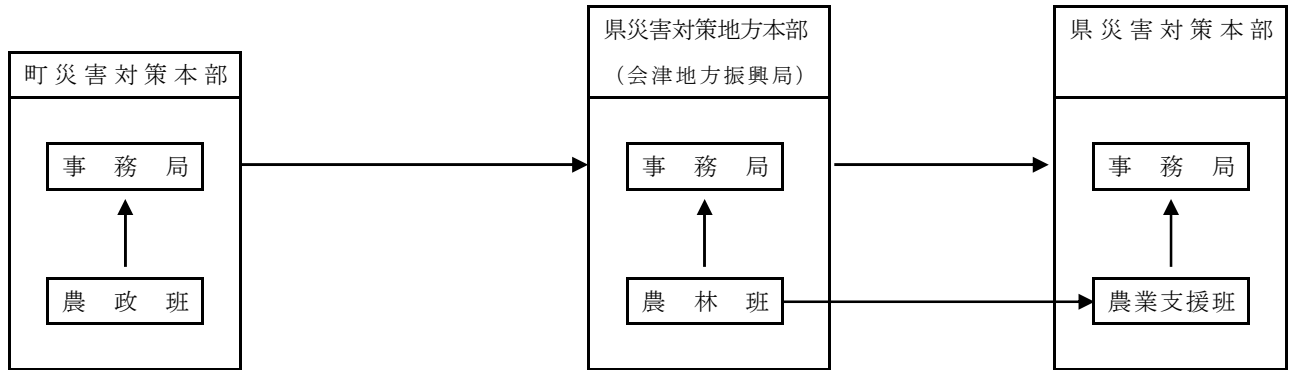 町災害対策本部
事務局
農政班
県災害対策地方本部
（会津地方振興局）
事務局
農林班
県災害対策本部
事務局
農業支援班